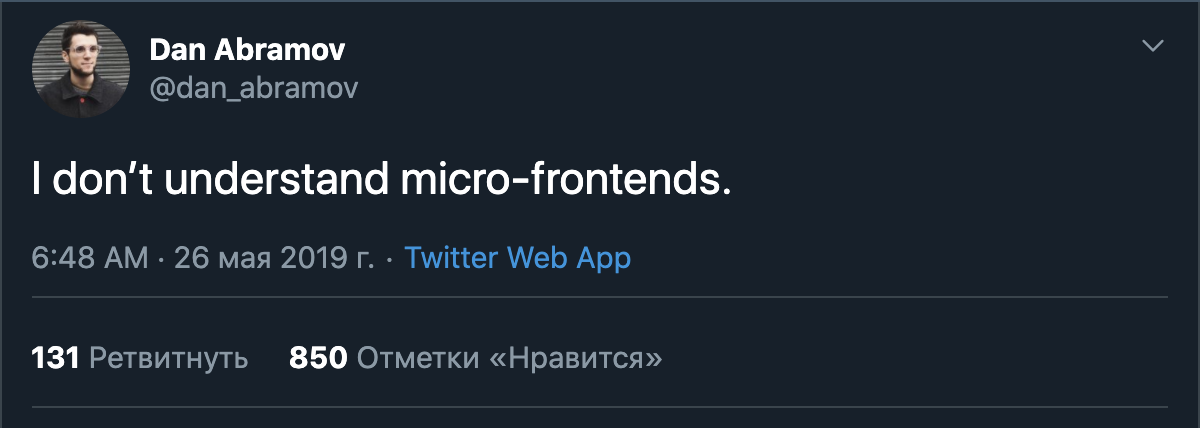 Dan Abramov
@dan_abramov
I don’t understand micro-frontends.
6:48 AM · 26 мая 2019 г. · Twitter Web App
131 Ретвитнуть 850 Отметки «Нравится»